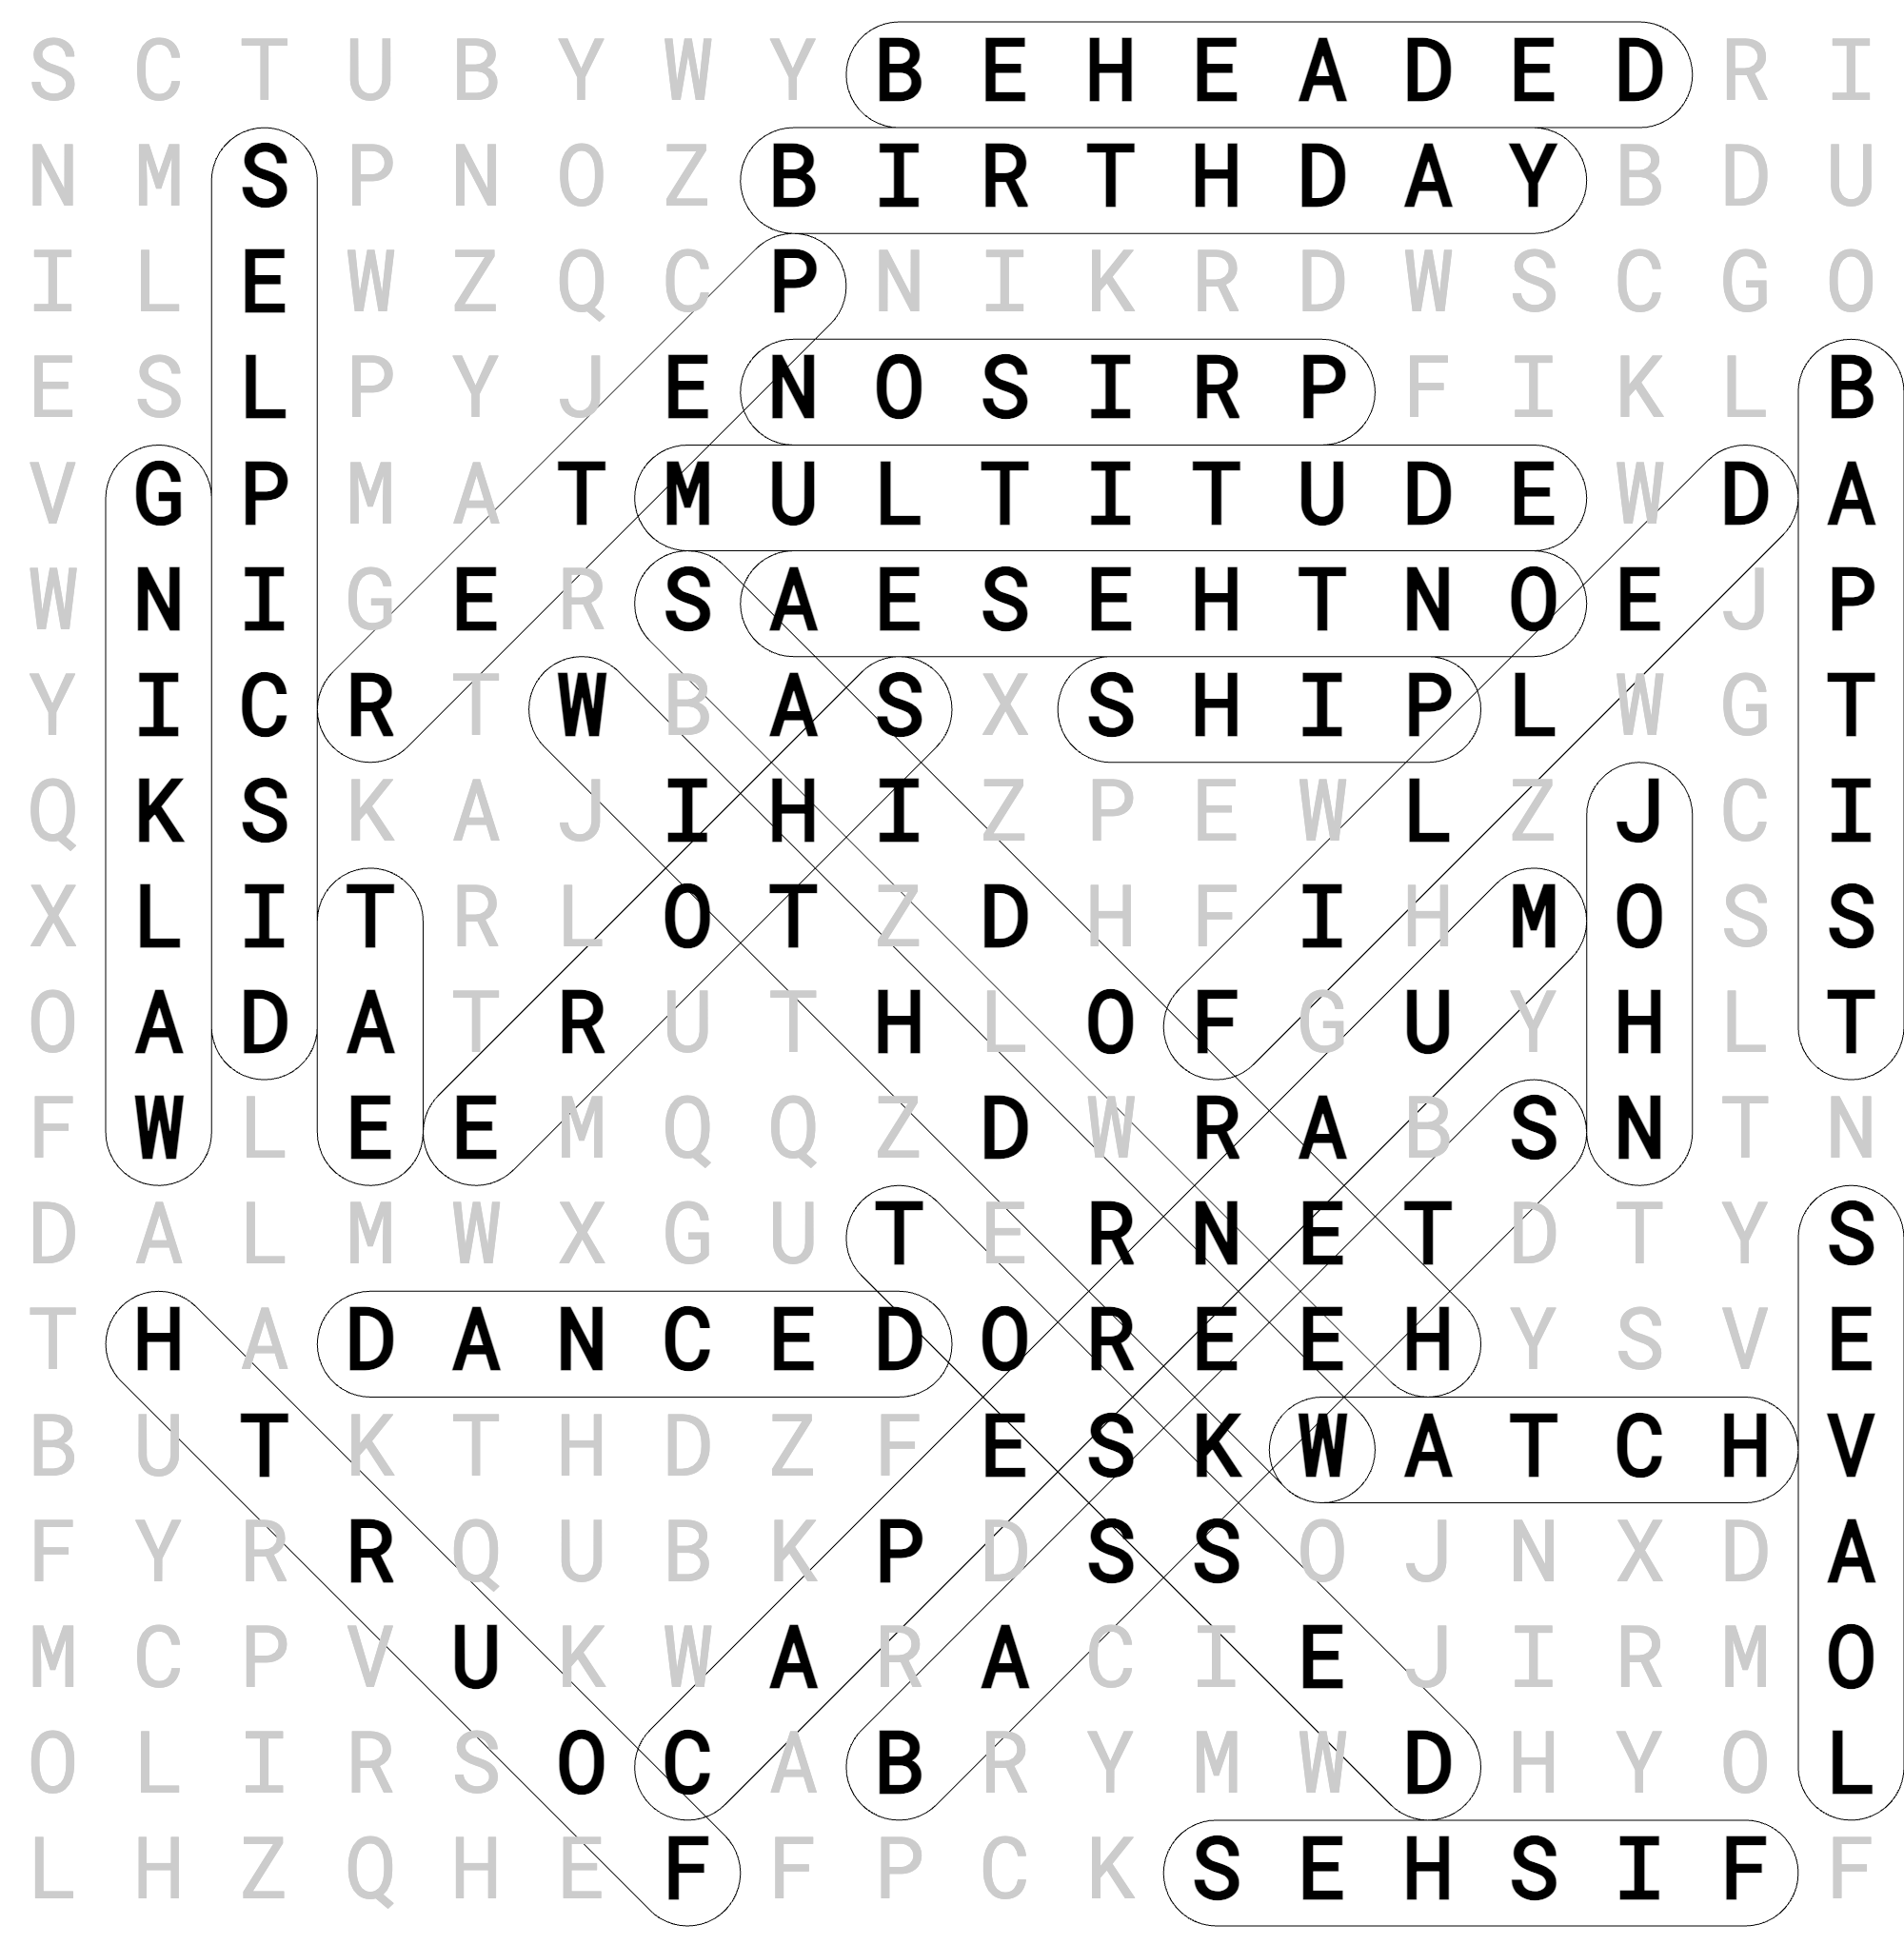 S C T U B Y W Y B E H E A D E D R I
N M S P N O Z B I R T H D A Y B D U
I L E W Z Q C P N I K R D W S C G O
E S L P Y J E N O S I R P F I K L B
V G P M A T M U L T I T U D E W D A
W N I G E R S A E S E H T N O E J P
Y I C R T W B A S X S H I P L W G T
Q K S K A J I H I Z P E W L Z J C I
X L I T R L O T Z D H F I H M O S S
O A D A T R U T H L O F G U Y H L T
F W L E E M Q Q Z D W R A B S N T N
D A L M W X G U T E R N E T D T Y S
T H A D A N C E D O R E E H Y S V E
B U T K T H D Z F E S K W A T C H V
F Y R R Q U B K P D S S O J N X D A
M C P V U K W A R A C I E J I R M O
O L I R S O C A B R Y M W D H Y O L
L H Z Q H E F F P C K S E H S I F F